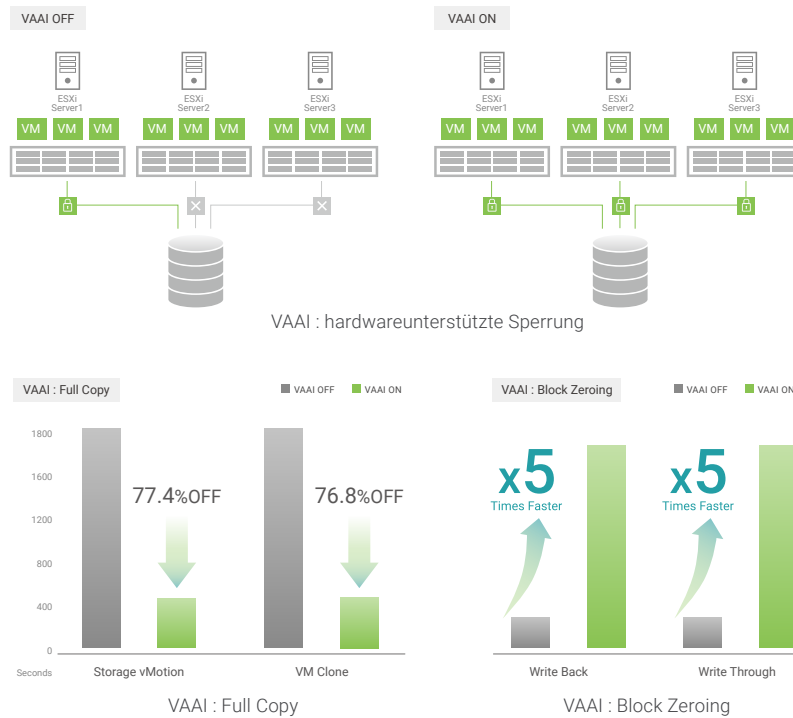 VAAI OFF
VAAI ON
ESXi
Server1
ESXi
Server2
ESXi
Server3
ESXi
Server1
ESXi
Server2
ESXi
Server3
VM VM VM
VM VM VM
VM VM VM
VM VM VM
VM VM VM
VM VM VM
VAAI : hardwareunterstützte Sperrung
VAAI : Full Copy
VAAI OFF
VAAI ON
1800
1600
1200
800
400
0
Seconds
77.4%OFF
76.8%OFF
Storage vMotion
VM Clone
VAAI : Full Copy
VAAI : Block Zeroing
VAAI OFF
VAAI ON
x5
Times Faster
x5
Times Faster
Write Back
Write Through
VAAI : Block Zeroing